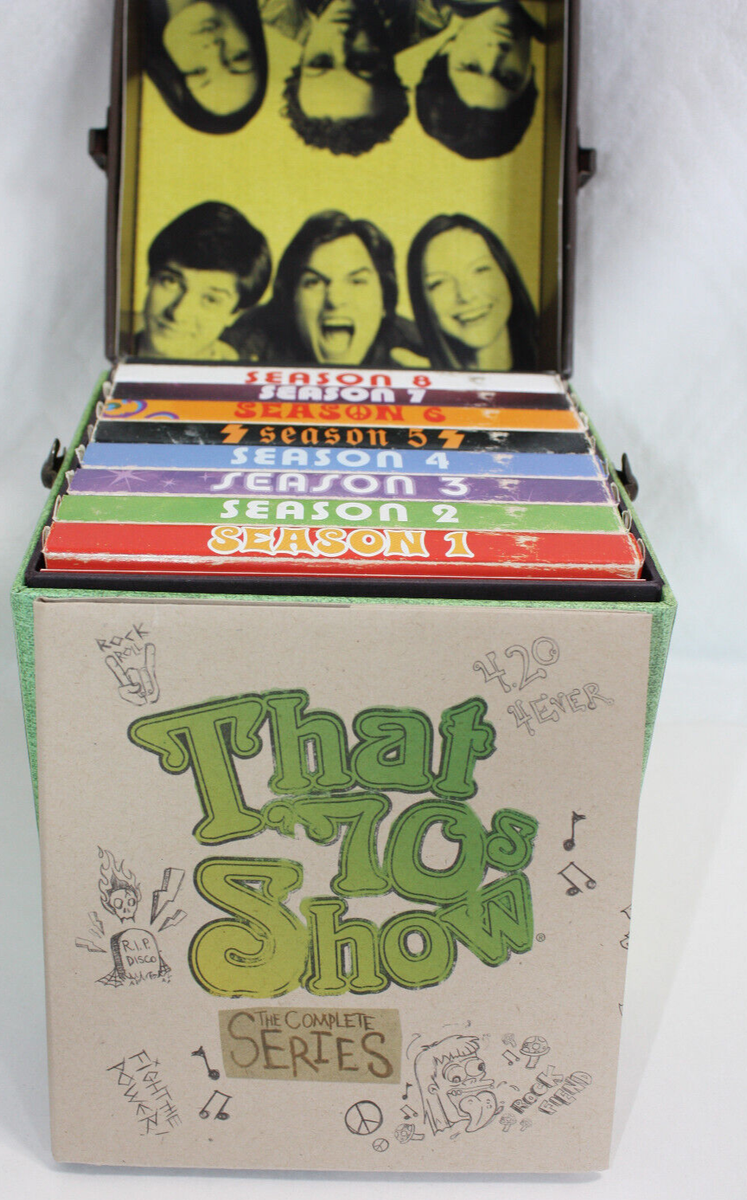 SEASON 8
SEASON 7
SEASON 6
season 5
SEASON 4
SEASON 3
SEASON 2
SEASON 1
ROCK
ROLL
4.20
4EVER
That
'70s
Show
®
R.I.P.
DISCO
THE COMPLETE
SERIES
FIGHT THE
POWER!
ROCK
FIEND